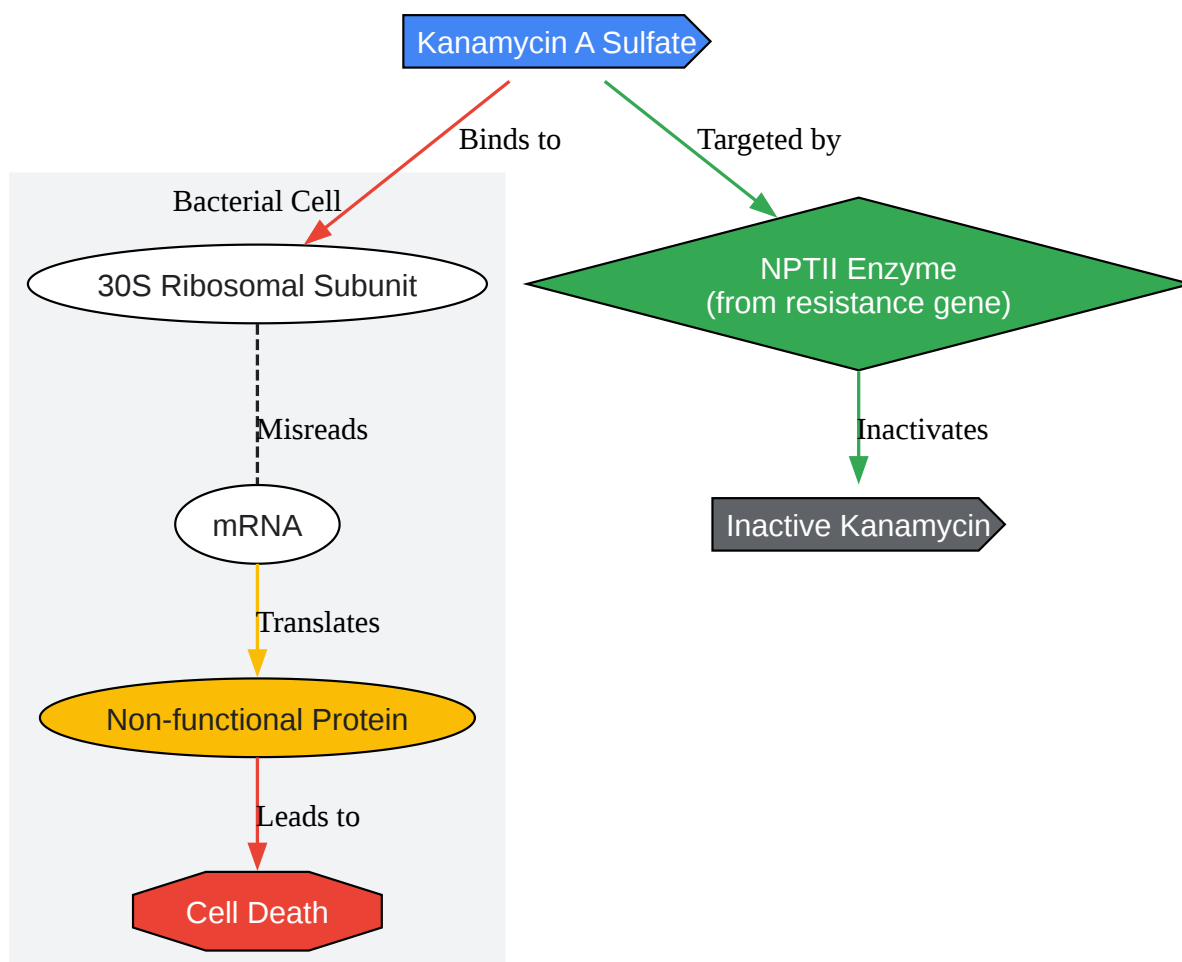 Kanamycin A Sulfate
Binds to
Targeted by
Bacterial Cell
30S Ribosomal Subunit
NPTII Enzyme
(from resistance gene)
Misreads
Inactivates
mRNA
Inactive Kanamycin
Translates
Non-functional Protein
Leads to
Cell Death